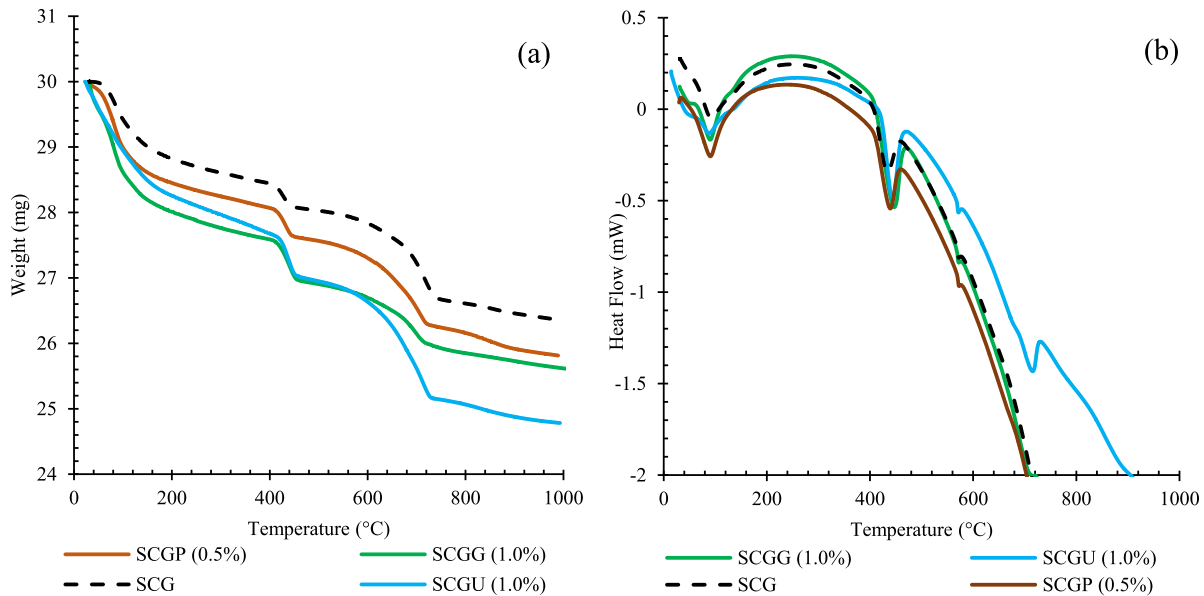 (a)
Weight (mg)
31
30
29
28
27
26
25
24
0 200 400 600 800 1000
Temperature (°C)
SCGP (0.5%) SCGG (1.0%)
SCG SCGU (1.0%)
(b)
Heat Flow (mW)
0.5
0
-0.5
-1
-1.5
-2
0 200 400 600 800 1000
Temperature (°C)
SCGG (1.0%) SCGU (1.0%)
SCG SCGP (0.5%)